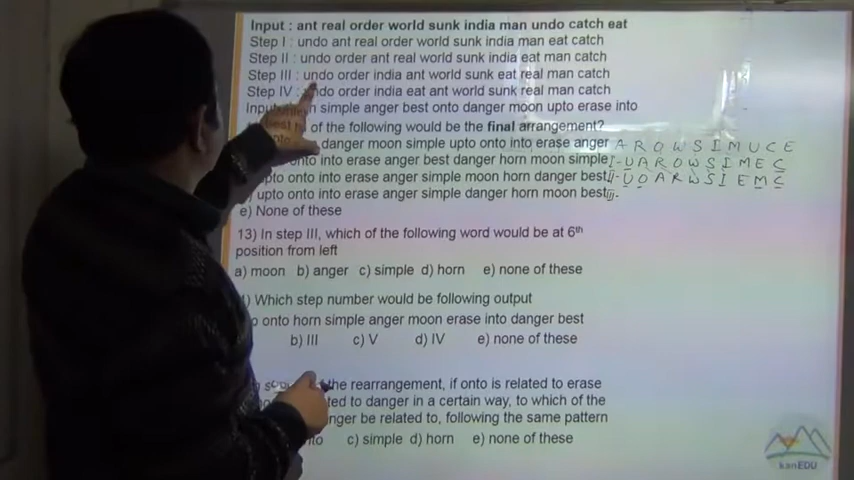 Input : ant real order world sunk india man undo catch eat
Step I : undo ant real order world sunk india man eat catch
Step II : undo order ant real world sunk india eat man catch
Step III : undo order india ant world sunk eat real man catch
Step IV : undo order india eat ant world sunk real man catch
Input: simple anger best onto danger moon upto erase into
of the following would be the final arrangement?
danger moon simple upto onto into erase anger A R O W S I M U C E
onto into erase anger best danger horn moon simple I - U A R O W S I M E C
upto onto into erase anger simple moon horn danger best II - U O A R W S I E M C
upto onto into erase anger simple danger horn moon best III -
e) None of these
13) In step III, which of the following word would be at 6th
position from left
a) moon b) anger c) simple d) horn e) none of these
Which step number would be following output
onto horn simple anger moon erase into danger best
b) III c) V d) IV e) none of these
the rearrangement, if onto is related to erase
to danger in a certain way, to which of the
be related to, following the same pattern
c) simple d) horn e) none of these
kanEDU